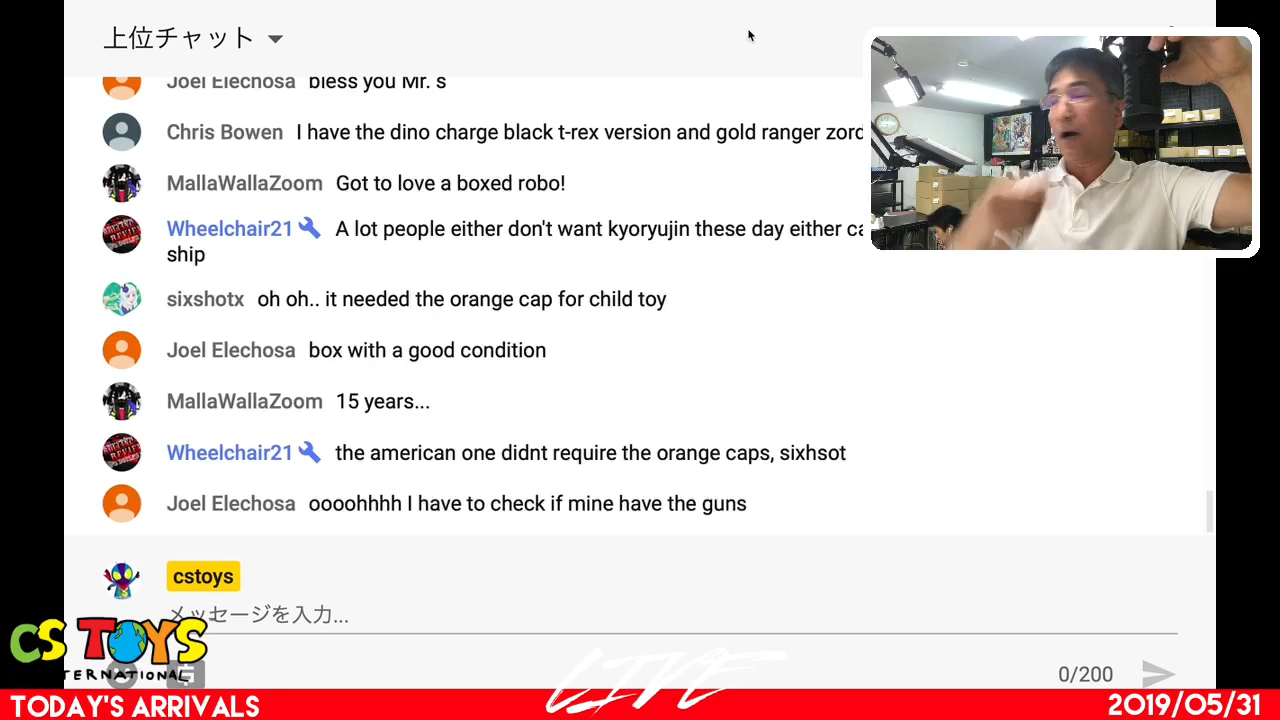 上位チャット
Joel Elechosa bless you Mr. s
Chris Bowen I have the dino charge black t-rex version and gold ranger zord
MallaWallaZoom Got to love a boxed robo!
Wheelchair21 A lot people either don't want kyoryujin these day either ca
ship
sixshotx oh oh.. it needed the orange cap for child toy
Joel Elechosa box with a good condition
MallaWallaZoom 15 years...
Wheelchair21 the american one didnt require the orange caps, sixhsot
Joel Elechosa oooohhhh I have to check if mine have the guns
cstoys
メッセージを入力...
CS TOYS
TERNATIONAL
LIVE
0/200
TODAY'S ARRIVALS
2019/05/31